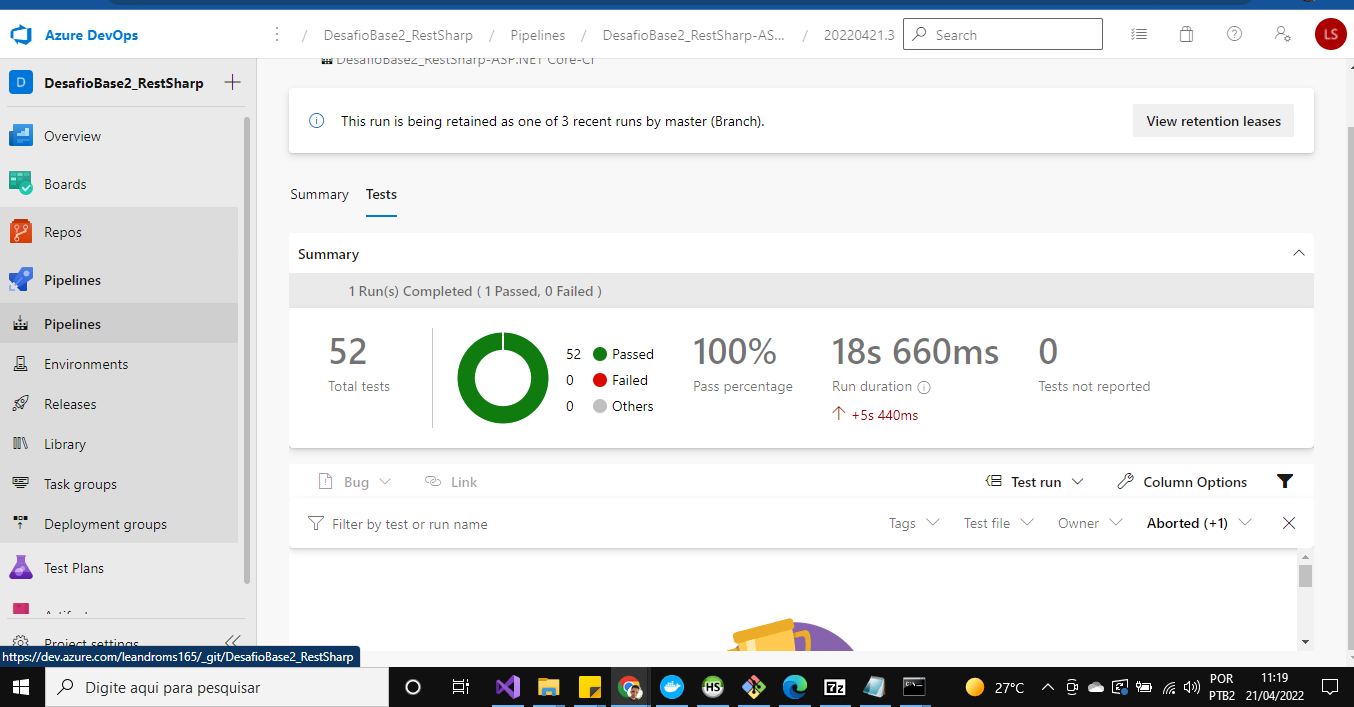 Azure DevOps
/ DesafioBase2_RestSharp / Pipelines / DesafioBase2_RestSharp-AS... / 20220421.3
Search
LS
D DesafioBase2_RestSharp
Overview
Boards
Repos
Pipelines
Pipelines
Environments
Releases
Library
Task groups
Deployment groups
Test Plans
Artifacts
Project settings
https://dev.azure.com/leandroms165/_git/DesafioBase2_RestSharp
DesafioBase2_RestSharp-ASP.NET Core-CI
This run is being retained as one of 3 recent runs by master (Branch).
View retention leases
Summary Tests
Summary
1 Run(s) Completed ( 1 Passed, 0 Failed )
52
Total tests
52 Passed
0 Failed
0 Others
100%
Pass percentage
18s 660ms
Run duration
+5s 440ms
0
Tests not reported
Bug Link Test run Column Options
Filter by test or run name Tags Test file Owner Aborted (+1)
Digite aqui para pesquisar
HS
7z
27°C
POR
PTB2
11:19
21/04/2022